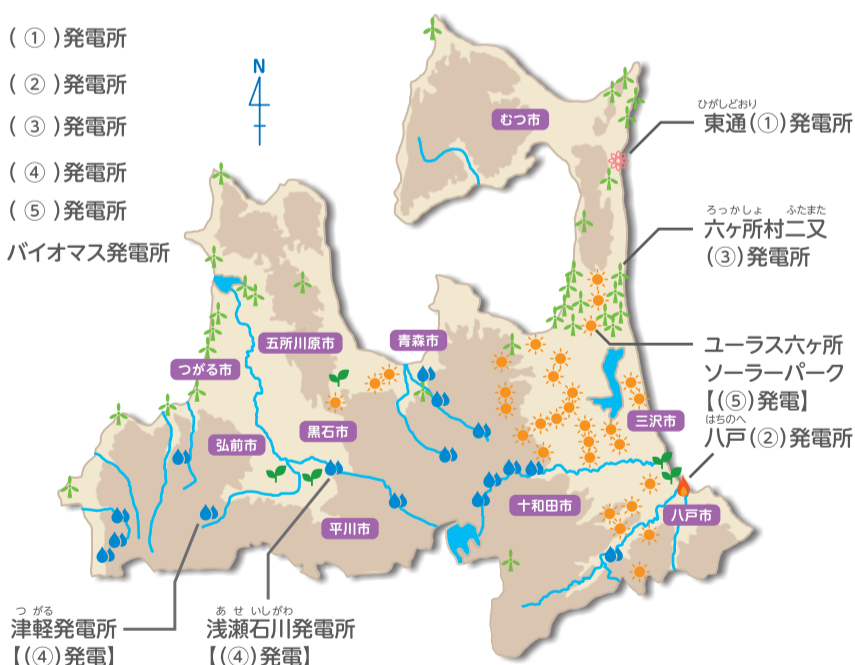 ( ① )発電所
( ② )発電所
( ③ )発電所
( ④ )発電所
( ⑤ )発電所
バイオマス発電所
N
むつ市
ひがしどおり
東通(①)発電所
ろっかしょ ふたまた
六ヶ所村二又
(③)発電所
五所川原市
青森市
つがる市
ユーラス六ヶ所
ソーラーパーク
【(⑤)発電】
弘前市
黒石市
三沢市
はちのへ
八戸(②)発電所
平川市
十和田市
八戸市
つがる
津軽発電所
【(④)発電】
あせいしがわ
浅瀬石川発電所
【(④)発電】